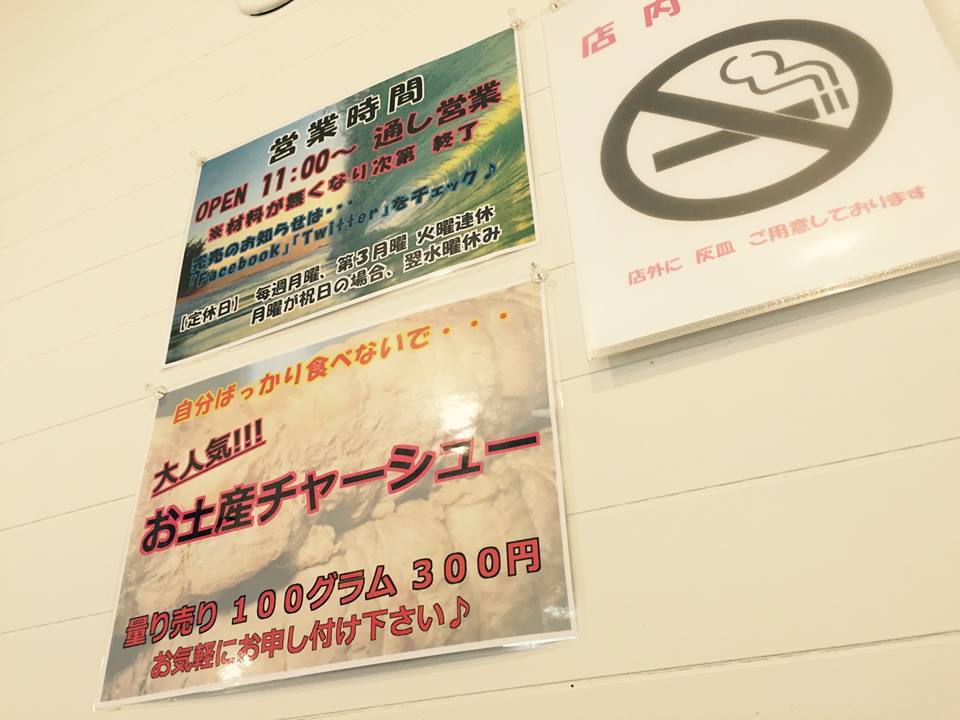 営業時間
OPEN 11:00～ 通し営業
※材料が無くなり次第 終了
完売のお知らせは・・・
「Facebook」「Twitter」をチェック♪
【定休日】 毎週月曜、第3月曜 火曜連休
月曜が祝日の場合、翌水曜休み
自分ばっかり食べないで・・・
大人気!!!
お土産チャーシュー
量り売り 100グラム 300円
お気軽にお申し付け下さい♪
店内
店外に 灰皿 ご用意しております